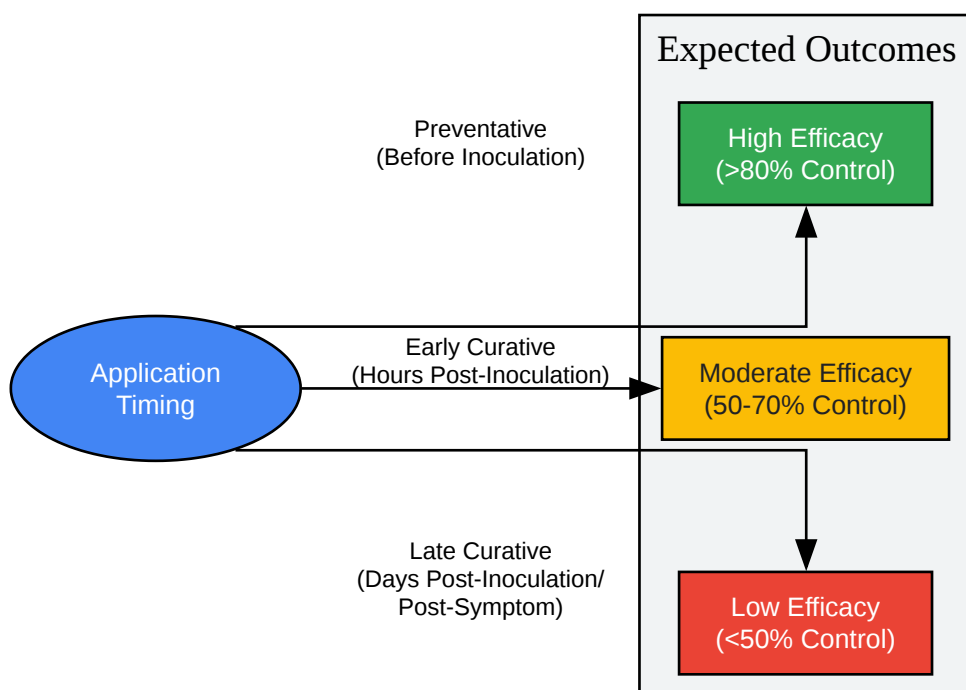 Expected Outcomes
Preventative
(Before Inoculation)
High Efficacy
(>80% Control)
Application
Timing
Early Curative
(Hours Post-Inoculation)
Moderate Efficacy
(50-70% Control)
Late Curative
(Days Post-Inoculation/
Post-Symptom)
Low Efficacy
(<50% Control)